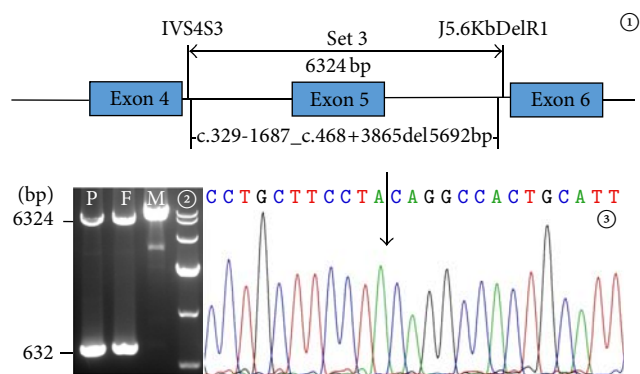 ①
IVS4S3
J5.6KbDelR1
Set 3
6324 bp
Exon 4
Exon 5
Exon 6
c.329-1687_c.468+3865del5692bp
(bp)
P F M ②
6324
632
CCTGCTTCCTACAGGCCACTGCATT
③